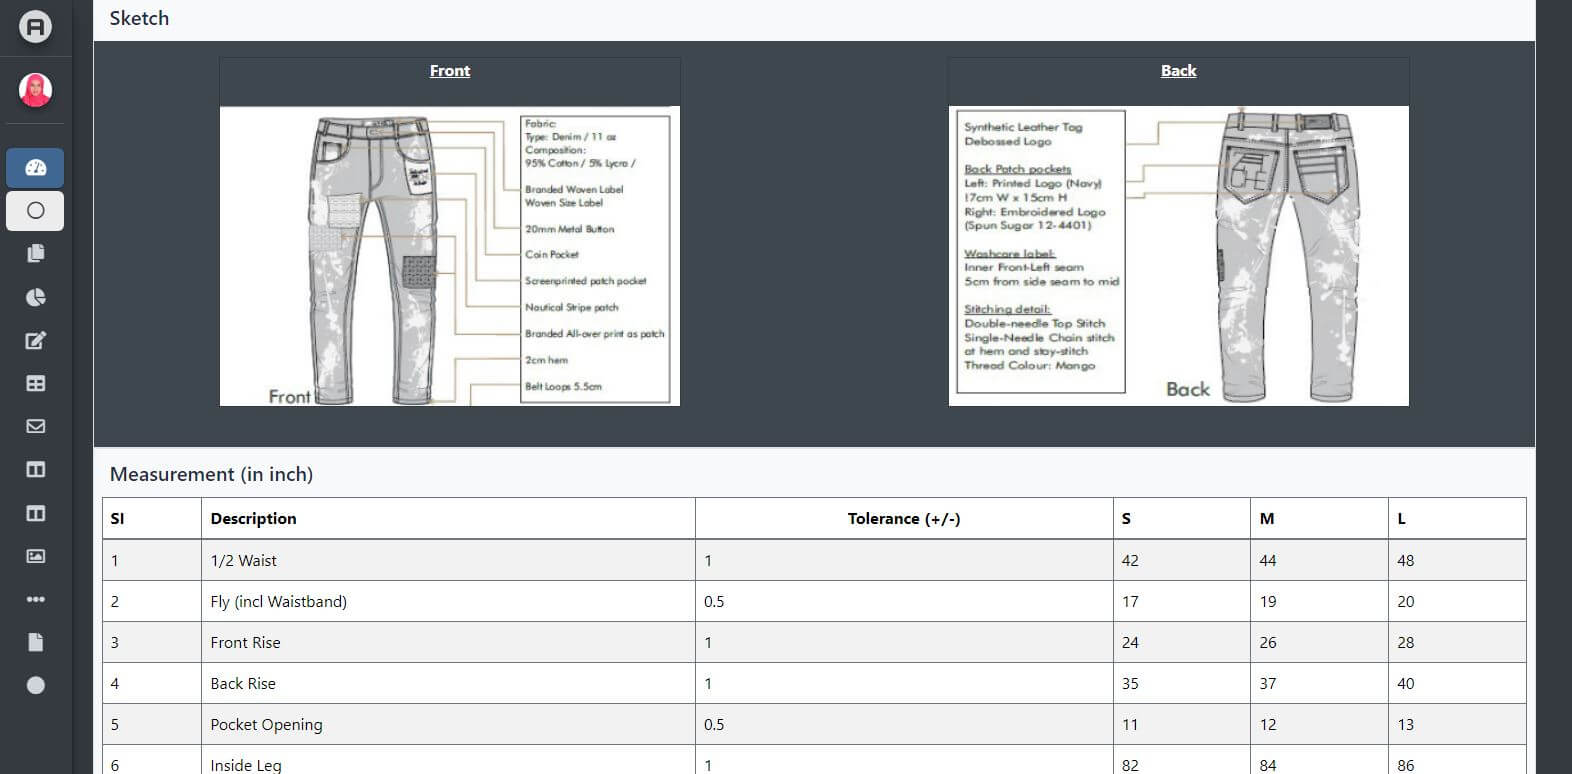 Sketch
Front
Fabric:
Type: Denim / 11 oz
Composition:
95% Cotton / 5% Lycra /
Branded Woven Label
Woven Size Label
20mm Metal Button
Coin Pocket
Screenprinted patch pocket
Nautical Stripe patch
Branded All-over print as patch
2cm hem
Belt Loops 5.5cm
Front
Back
Synthetic Leather Tag
Debossed Logo
Back Patch pockets
Left: Printed Logo (Navy)
17cm W x 15cm H
Right: Embroidered Logo
(Spun Sugar 12-4401)
Washcare label:
Inner Front-Left seam
5cm from side seam to mid
Stitching detail:
Double-needle Top Stitch
Single-Needle Chain stitch
at hem and stay-stitch
Thread Colour: Mango
Back
Measurement (in inch)
Sl Description Tolerance (+/-) S M L
1 1/2 Waist 1 42 44 48
2 Fly (incl Waistband) 0.5 17 19 20
3 Front Rise 1 24 26 28
4 Back Rise 1 35 37 40
5 Pocket Opening 0.5 11 12 13
6 Inside Leg 1 82 84 86